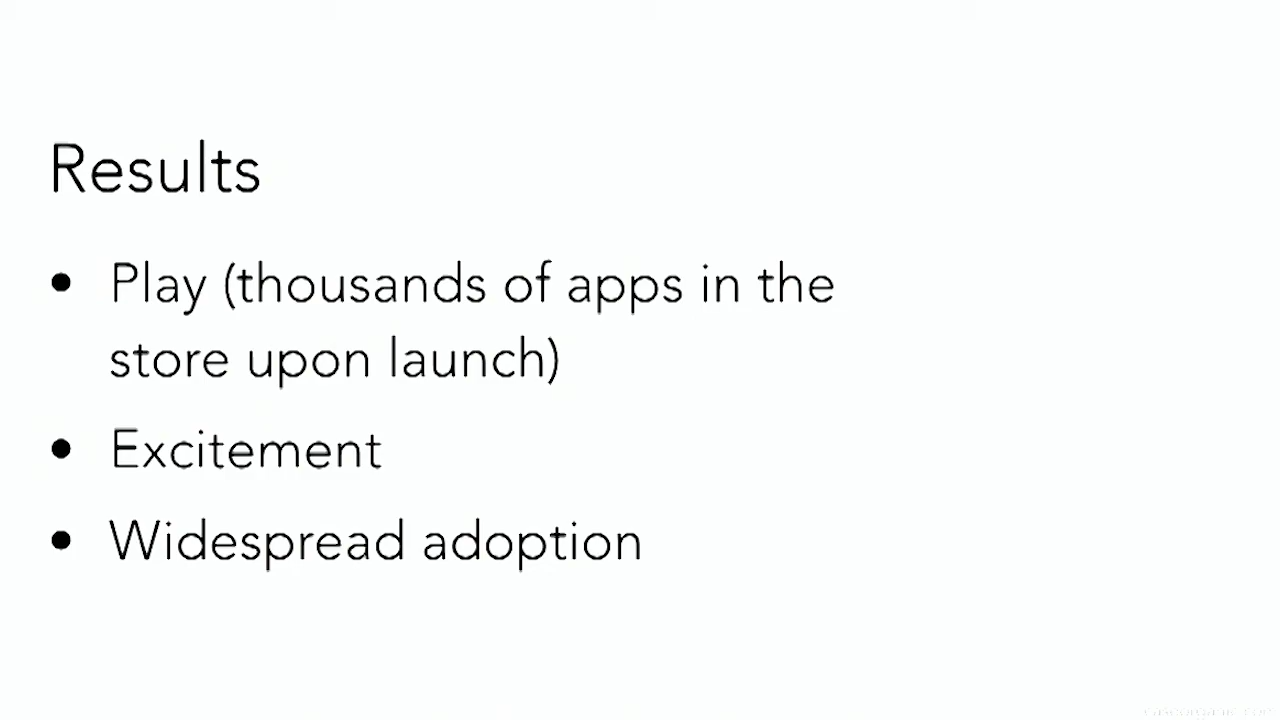 Results
• Play (thousands of apps in the
store upon launch)
• Excitement
• Widespread adoption